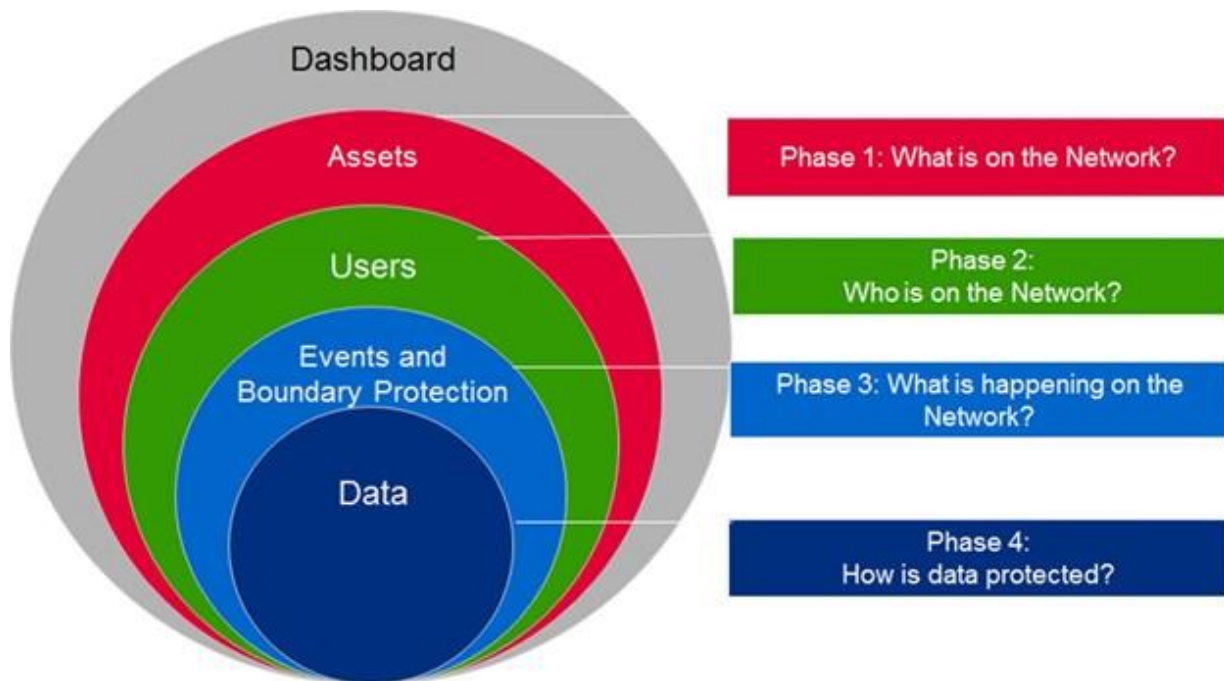 Dashboard
Assets
Users
Events and
Boundary Protection
Data
Phase 1: What is on the Network?
Phase 2:
Who is on the Network?
Phase 3: What is happening on the
Network?
Phase 4:
How is data protected?